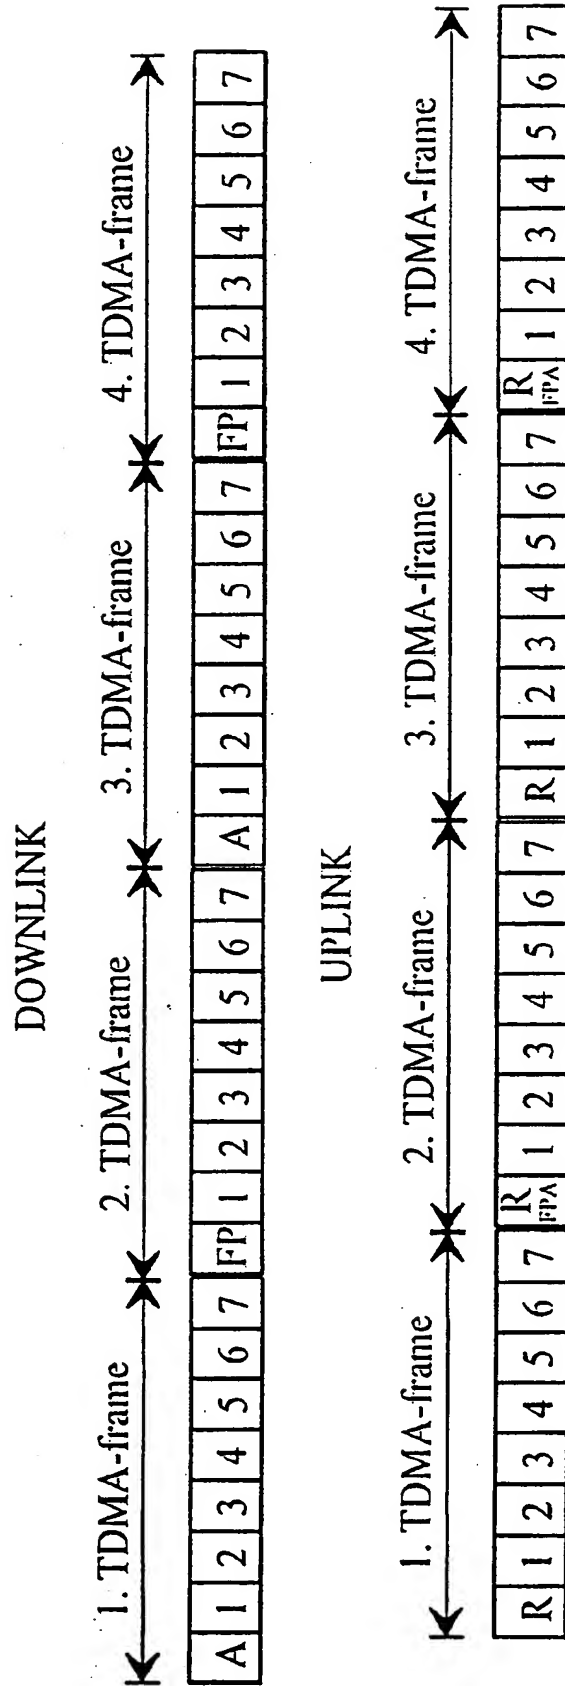 DOWNLINK
1. TDMA-frame 2. TDMA-frame 3. TDMA-frame 4. TDMA-frame
A 1 2 3 4 5 6 7 FP 1 2 3 4 5 6 7 A 1 2 3 4 5 6 7 FP 1 2 3 4 5 6 7
UPLINK
1. TDMA-frame 2. TDMA-frame 3. TDMA-frame 4. TDMA-frame
R 1 2 3 4 5 6 7 R FPA 1 2 3 4 5 6 7 R 1 2 3 4 5 6 7 R FPA 1 2 3 4 5 6 7